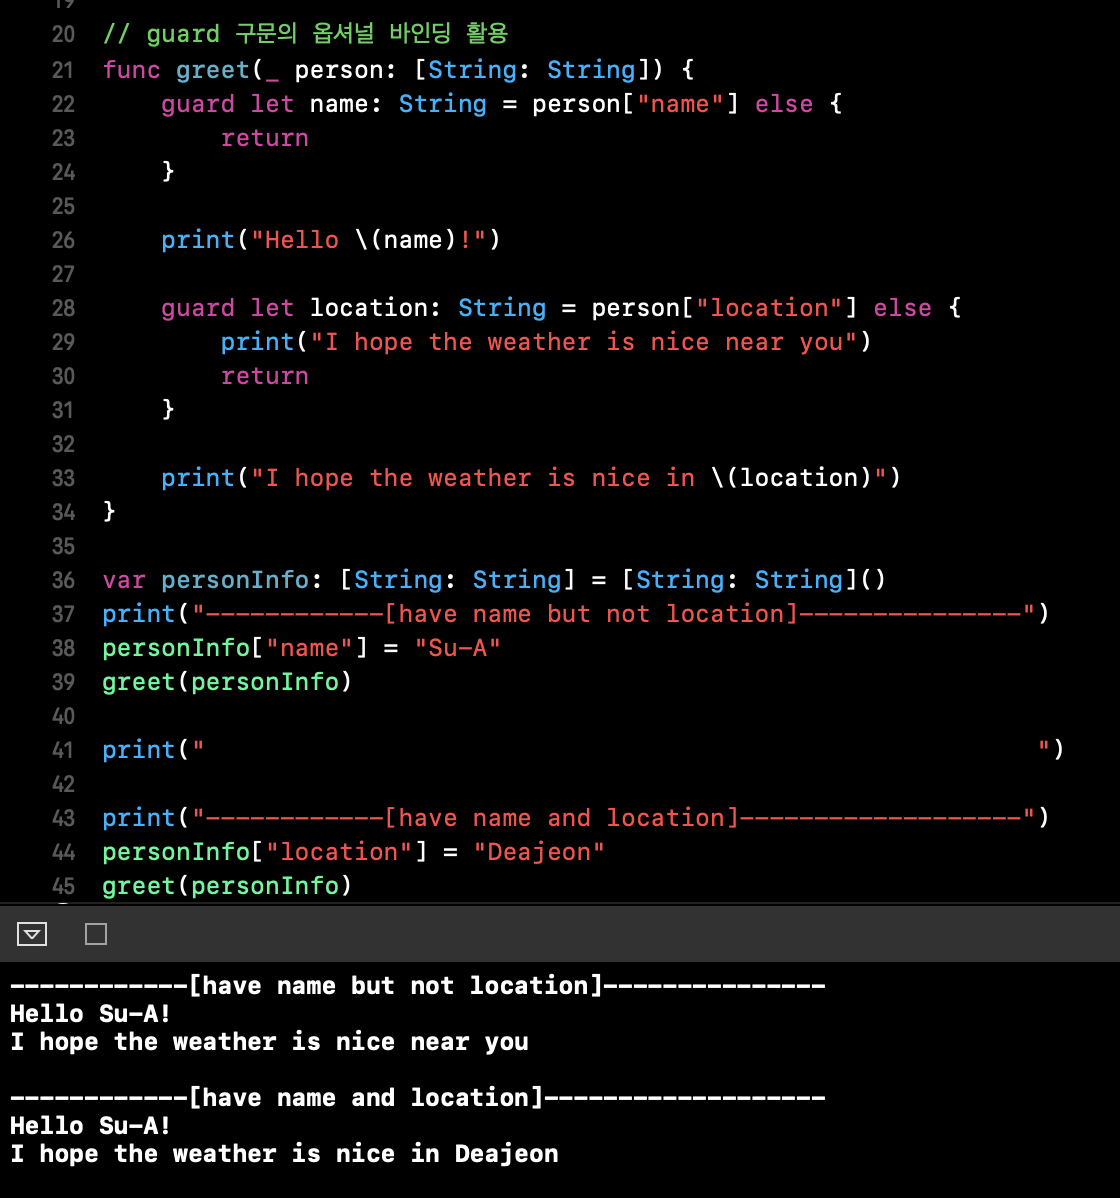 19
20 // guard 구문의 옵셔널 바인딩 활용
21 func greet(_ person: [String: String]) {
22     guard let name: String = person["name"] else {
23         return
24     }
25
26     print("Hello \(name)!")
27
28     guard let location: String = person["location"] else {
29         print("I hope the weather is nice near you")
30         return
31     }
32
33     print("I hope the weather is nice in \(location)")
34 }
35
36 var personInfo: [String: String] = [String: String]()
37 print("------------[have name but not location]---------------")
38 personInfo["name"] = "Su-A"
39 greet(personInfo)
40
41 print("                                                        ")
42
43 print("------------[have name and location]-------------------")
44 personInfo["location"] = "Deajeon"
45 greet(personInfo)
------------[have name but not location]---------------
Hello Su-A!
I hope the weather is nice near you
------------[have name and location]-------------------
Hello Su-A!
I hope the weather is nice in Deajeon